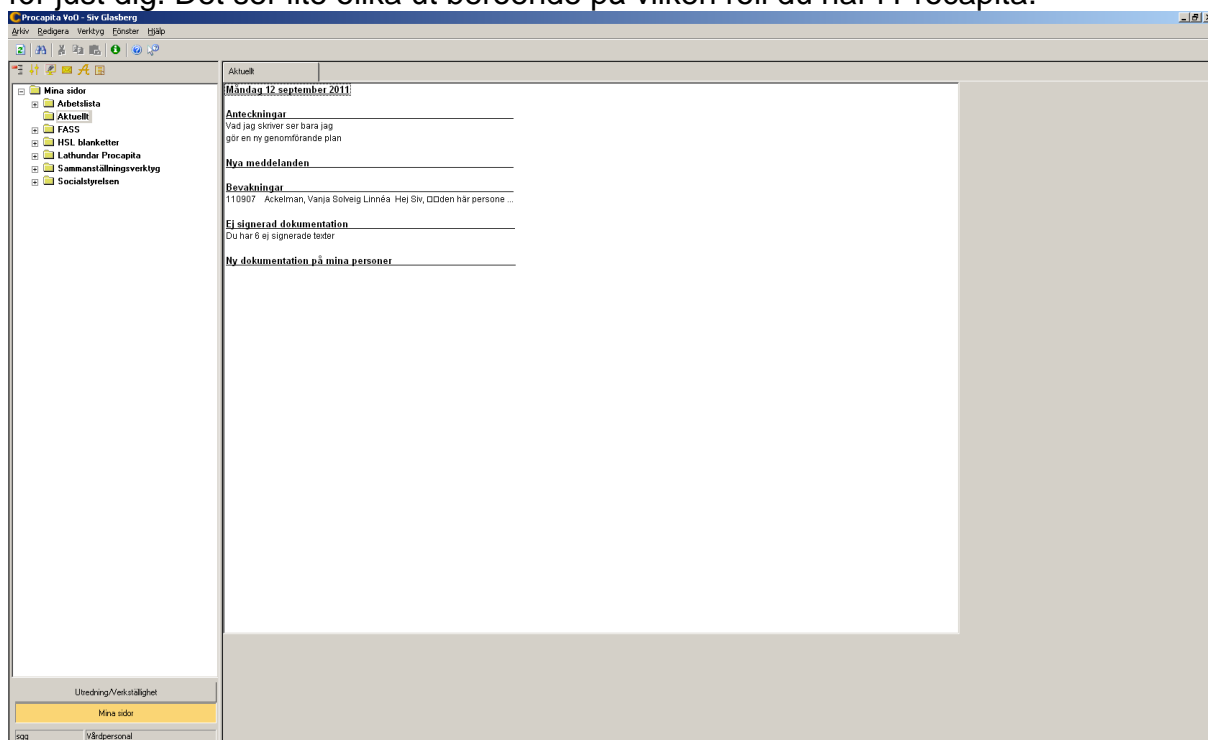 för just dig. Det ser lite olika ut beroende på vilken roll du har i Procapita.
Procapita VoO - Siv Glasberg
Arkiv Redigera Verktyg Fönster Hjälp
Aktuellt
Mina sidor
Arbetslista
Aktuellt
FASS
HSL blanketter
Lathundar Procapita
Sammanställningsverktyg
Socialstyrelsen
Måndag 12 september 2011
Anteckningar
Vad jag skriver ser bara jag
gör en ny genomförande plan
Nya meddelanden
Bevakningar
110907 Ackelman, Vanja Solveig Linnéa Hej Siv, □□den här persone ...
Ej signerad dokumentation
Du har 6 ej signerade texter
Ny dokumentation på mina personer
Utredning/Verkställighet
Mina sidor
sgg Vårdpersonal